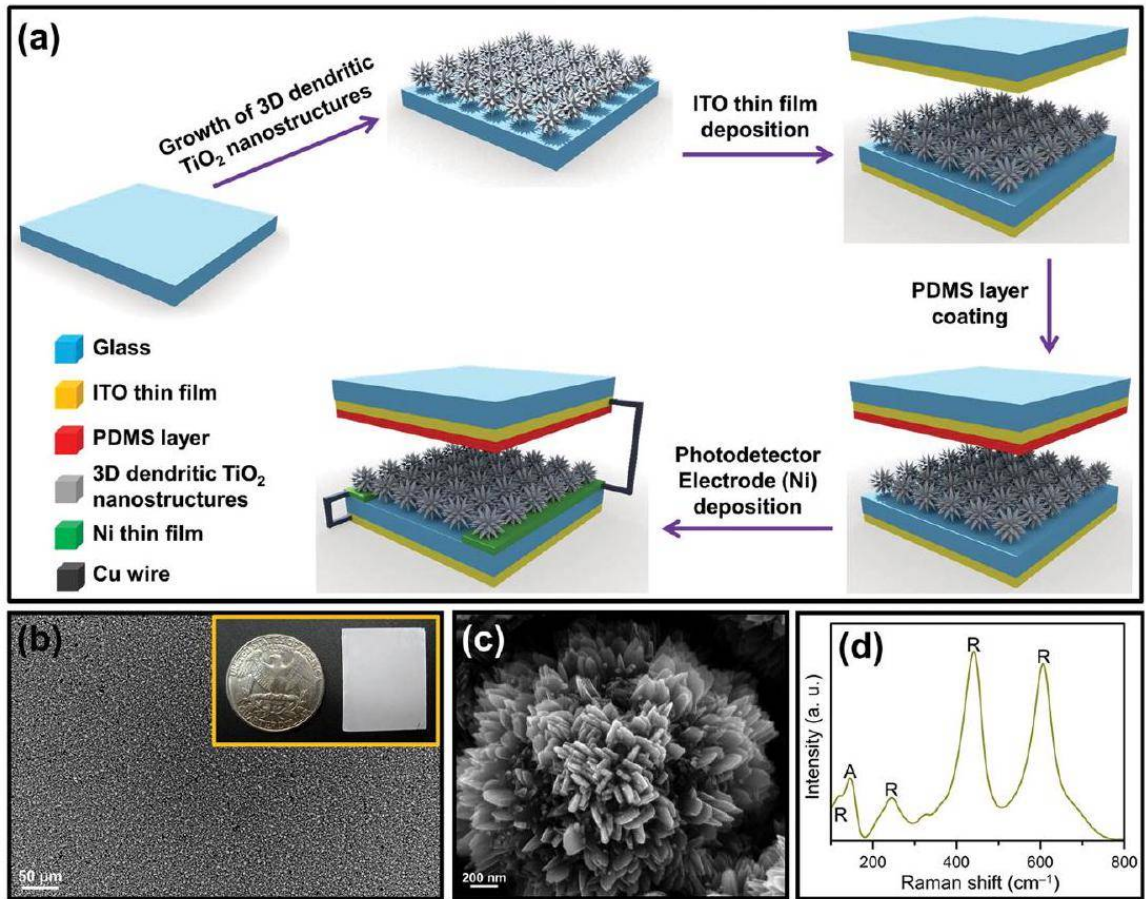 (a)
Growth of 3D dendritic
TiO₂ nanostructures
ITO thin film
deposition
PDMS layer
coating
Glass
ITO thin film
PDMS layer
3D dendritic TiO₂
nanostructures
Ni thin film
Cu wire
Photodetector
Electrode (Ni)
deposition
(b)
50 μm
(c)
200 nm
(d)
Intensity (a. u.)
R
A
R
R
R
200
400
600
800
Raman shift (cm⁻¹)